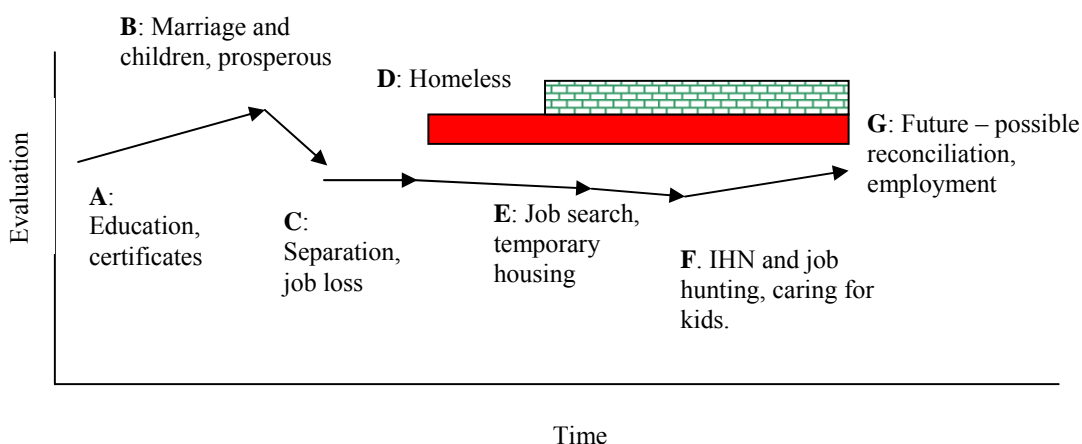 B: Marriage and
children, prosperous
D: Homeless
G: Future – possible
reconciliation,
employment
Evaluation
A:
Education,
certificates
C:
Separation,
job loss
E: Job search,
temporary
housing
F. IHN and job
hunting, caring for
kids.
Time